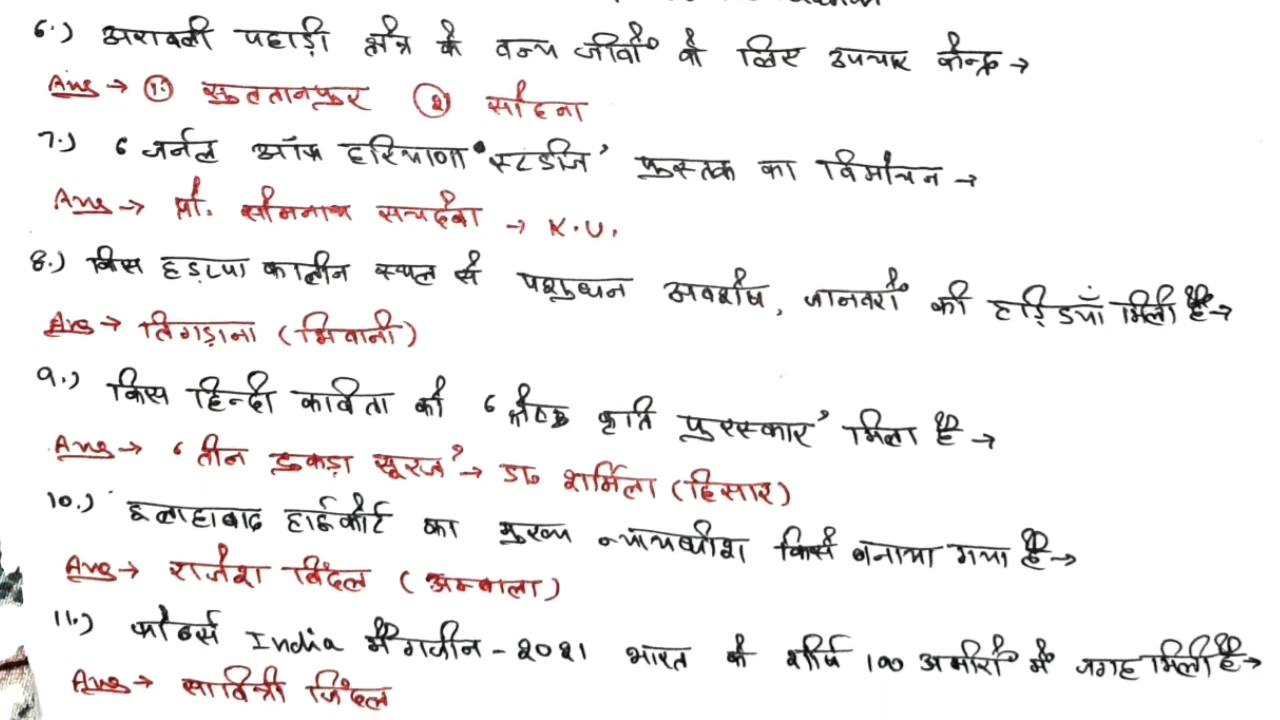 6.) अरावली पहाड़ी क्षेत्र के वन्य जीवों के लिए उपचार केन्द्र →
Ans → ① सुलतानपुर ② सोहना
7.) ‘जर्नल ऑफ हरियाणा स्टडीज’ पुस्तक का विमोचन →
Ans → प्रो. सोमनाथ सचदेवा → K.U.
8.) किस हड़प्पा कालीन स्थल से पशुधन अवशेष, जानवरों की हड्डियाँ मिली है →
Ans → तिगड़ाना (भिवानी)
9.) किस हिन्दी कविता को ‘श्रेष्ठ कृति पुरस्कार’ मिला है →
Ans → ‘तीन टुकड़ा सूरज’ → डा० शर्मिला (हिसार)
10.) इलाहाबाद हाईकोर्ट का मुख्य न्यायधीश किसे बनाया गया है →
Ans → राजेश बिंदल (अम्बाला)
11.) फोर्ब्स India मैगजीन - 2021 भारत के शीर्ष 100 अमीरों में जगह मिली है →
Ans → सावित्री जिंदल